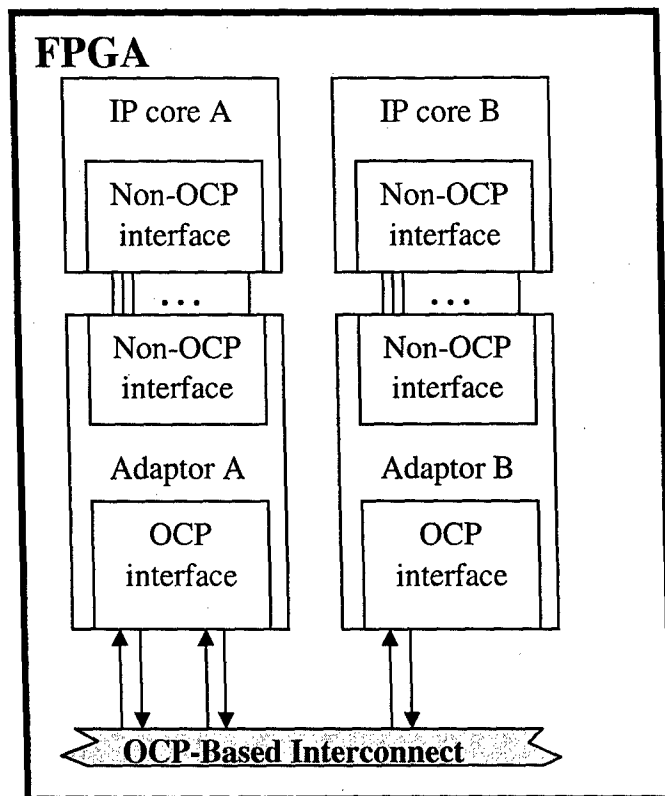 FPGA
IP core A
Non-OCP
interface
...
Non-OCP
interface
Adaptor A
OCP
interface
IP core B
Non-OCP
interface
...
Non-OCP
interface
Adaptor B
OCP
interface
OCP-Based Interconnect